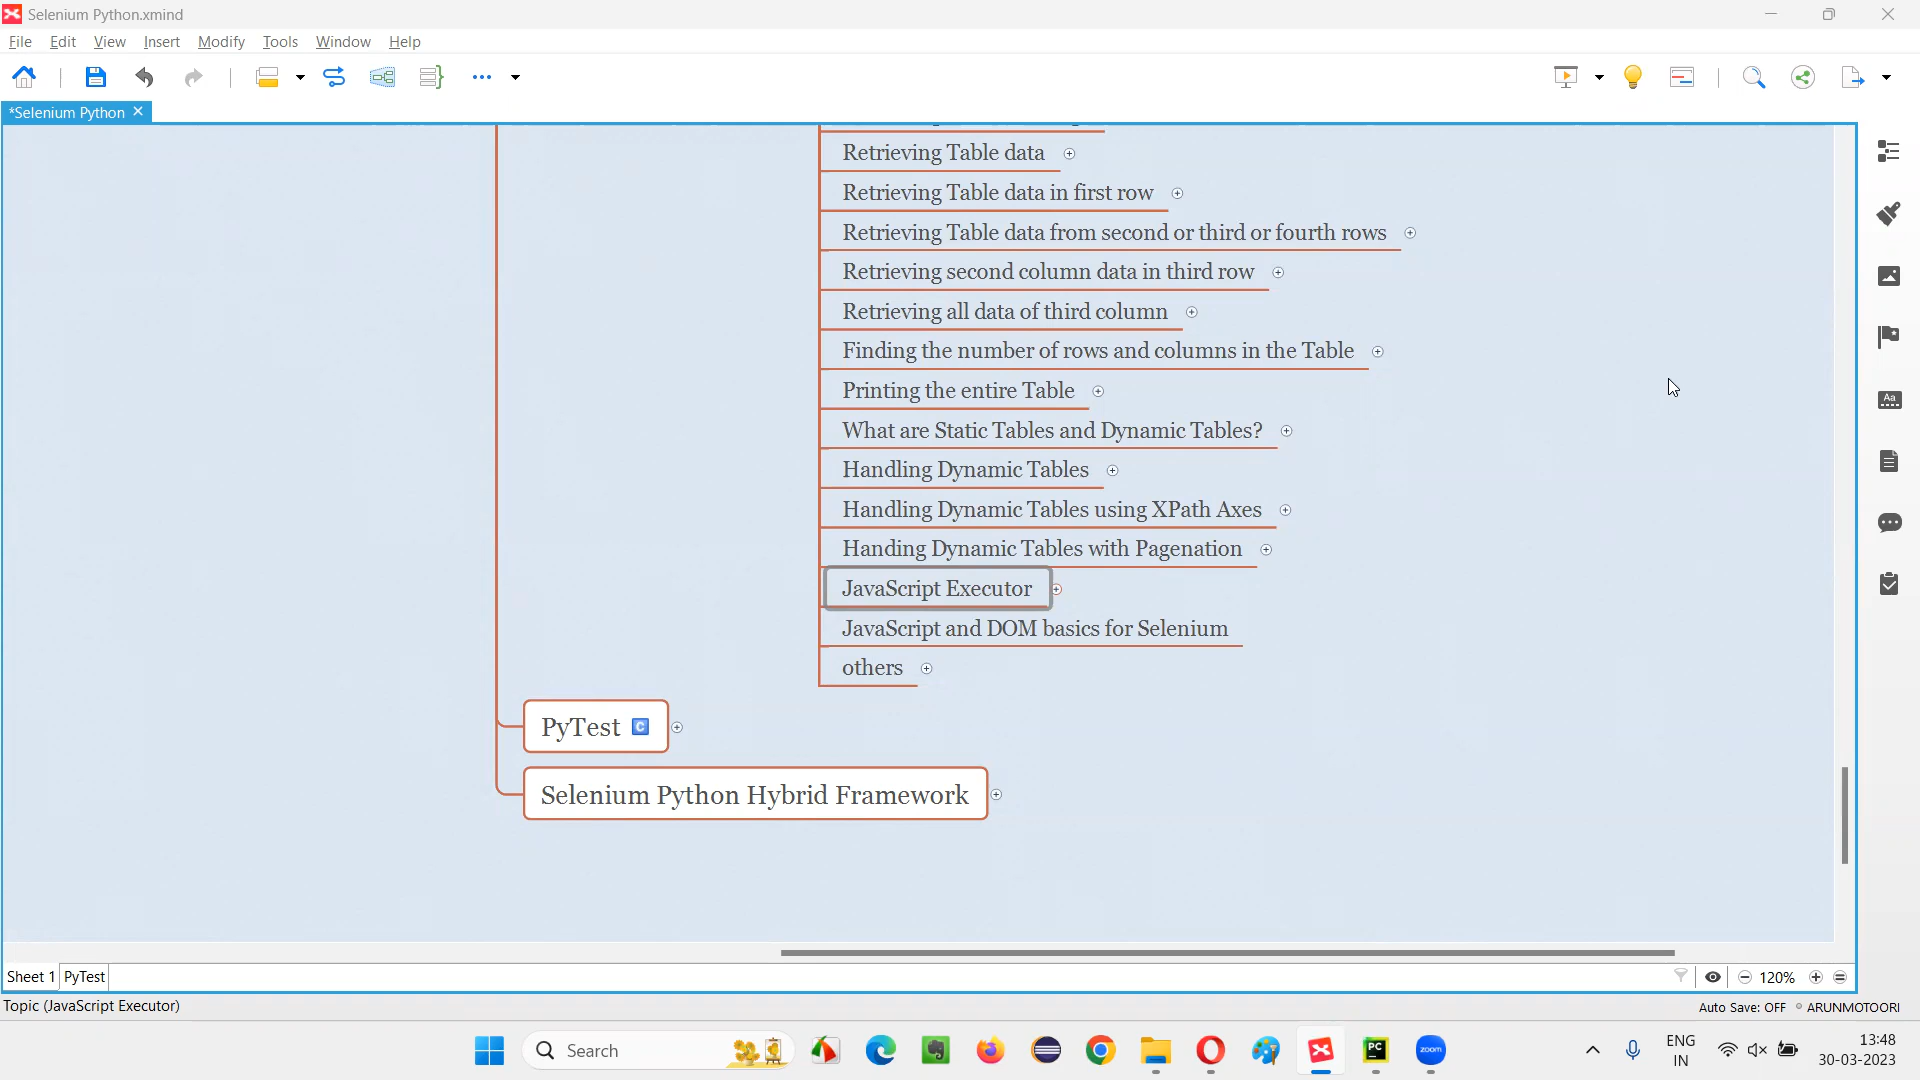 Selenium Python.xmind
File Edit View Insert Modify Tools Window Help
*Selenium Python
Retrieving Table data
Retrieving Table data in first row
Retrieving Table data from second or third or fourth rows
Retrieving second column data in third row
Retrieving all data of third column
Finding the number of rows and columns in the Table
Printing the entire Table
What are Static Tables and Dynamic Tables?
Handling Dynamic Tables
Handling Dynamic Tables using XPath Axes
Handing Dynamic Tables with Pagenation
JavaScript Executor
JavaScript and DOM basics for Selenium
others
PyTest C
Selenium Python Hybrid Framework
Aa
Sheet 1 PyTest
120%
Topic (JavaScript Executor)
Auto Save: OFF ARUNMOTOORI
Search
PC
zoom
ENG
IN
13:48
30-03-2023